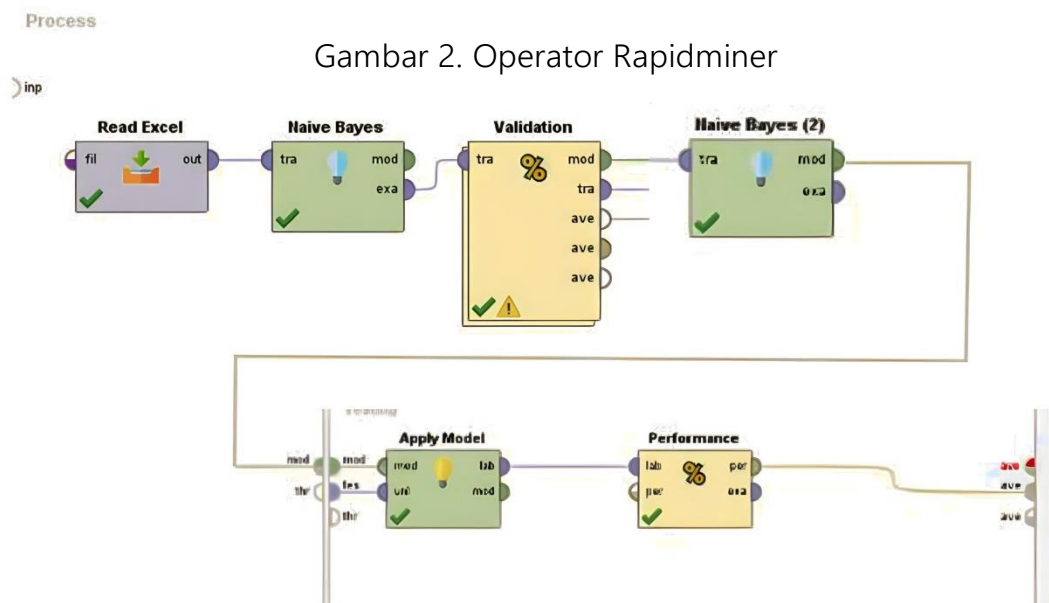 Process
Gambar 2. Operator Rapidminer
inp
Read Excel
fil out
Naive Bayes
tra mod
exa
Validation
tra % mod
tra
ave
ave
ave
Naive Bayes (2)
tra mod
exa
mod mod
thr tes
thr
Apply Model
mod lab
unl mod
Performance
lab % per
per exa
ave
ave
ave